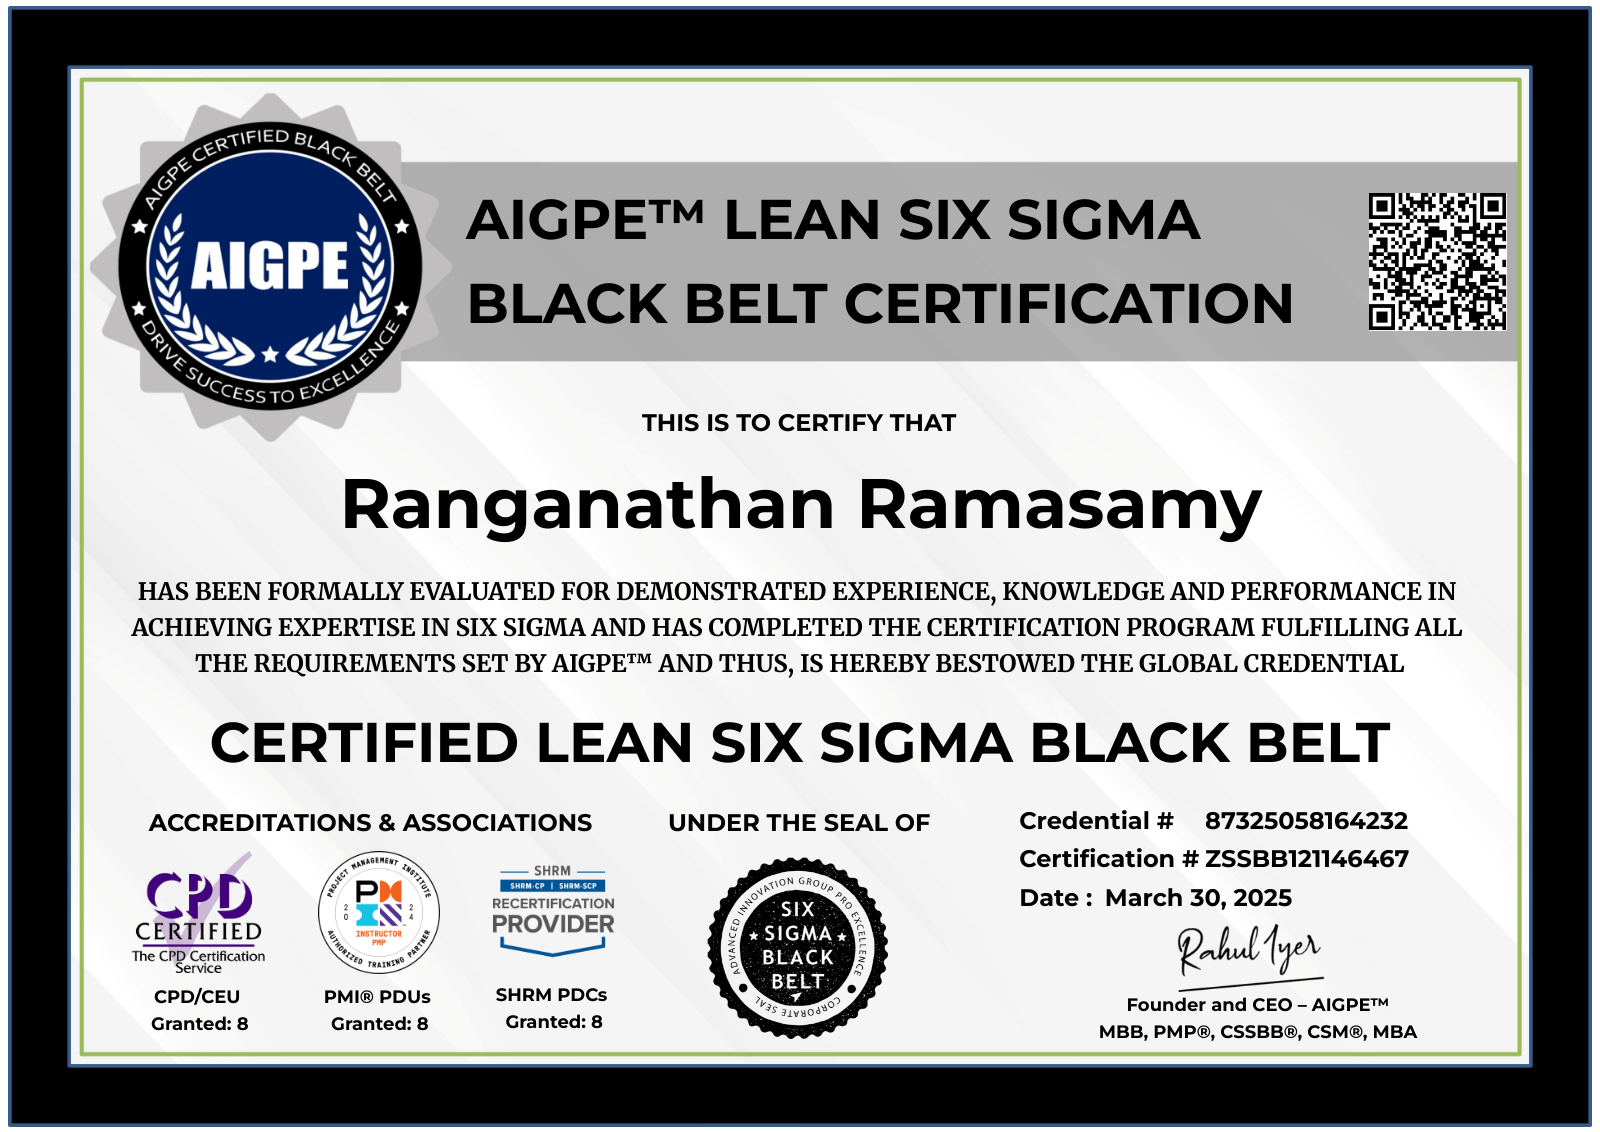 AIGPE CERTIFIED BLACK BELT
AIGPE
DRIVE SUCCESS TO EXCELLENCE
AIGPE™ LEAN SIX SIGMA
BLACK BELT CERTIFICATION
THIS IS TO CERTIFY THAT
Ranganathan Ramasamy
HAS BEEN FORMALLY EVALUATED FOR DEMONSTRATED EXPERIENCE, KNOWLEDGE AND PERFORMANCE IN
ACHIEVING EXPERTISE IN SIX SIGMA AND HAS COMPLETED THE CERTIFICATION PROGRAM FULFILLING ALL
THE REQUIREMENTS SET BY AIGPE™ AND THUS, IS HEREBY BESTOWED THE GLOBAL CREDENTIAL
CERTIFIED LEAN SIX SIGMA BLACK BELT
ACCREDITATIONS & ASSOCIATIONS
CPD
CERTIFIED
The CPD Certification
Service
CPD/CEU
Granted: 8
PROJECT MANAGEMENT INSTITUTE
20 24
INSTRUCTOR
PMP
AUTHORIZED TRAINING PARTNER
PMI® PDUs
Granted: 8
SHRM
SHRM-CP | SHRM-SCP
RECERTIFICATION
PROVIDER
SHRM PDCs
Granted: 8
UNDER THE SEAL OF
ADVANCED INNOVATION GROUP PRO EXCELLENCE
SIX
SIGMA
BLACK
BELT
CORPORATE SEAL
Credential # 87325058164232
Certification # ZSSBB121146467
Date : March 30, 2025
Rahul Iyer
Founder and CEO – AIGPE™
MBB, PMP®, CSSBB®, CSM®, MBA